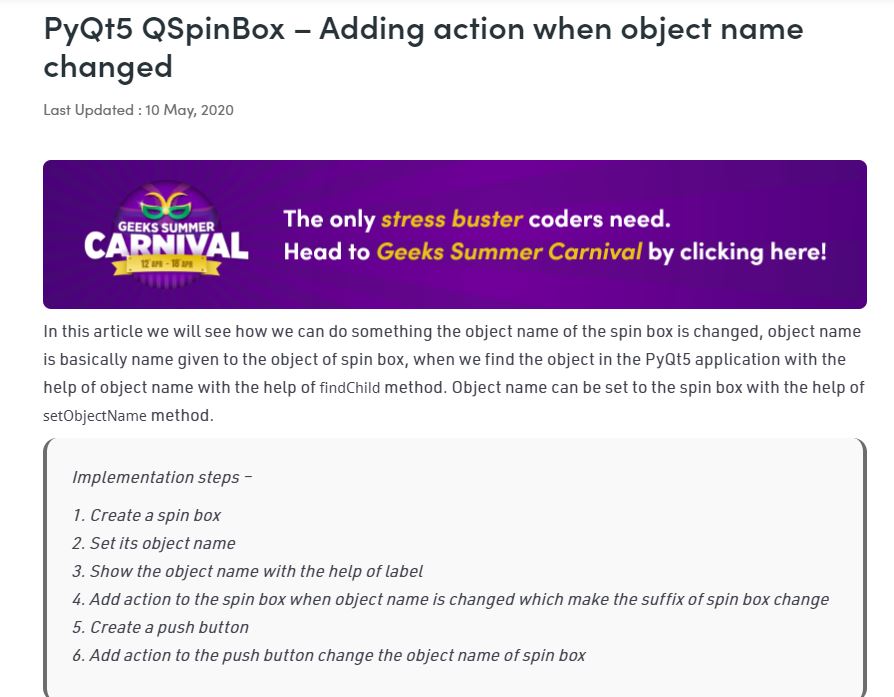 PyQt5 QSpinBox – Adding action when object name
changed
Last Updated : 10 May, 2020
GEEKS SUMMER
CARNIVAL
12 APR - 18 APR
The only stress buster coders need.
Head to Geeks Summer Carnival by clicking here!
In this article we will see how we can do something the object name of the spin box is changed, object name
is basically name given to the object of spin box, when we find the object in the PyQt5 application with the
help of object name with the help of findChild method. Object name can be set to the spin box with the help of
setObjectName method.
Implementation steps –
1. Create a spin box
2. Set its object name
3. Show the object name with the help of label
4. Add action to the spin box when object name is changed which make the suffix of spin box change
5. Create a push button
6. Add action to the push button change the object name of spin box